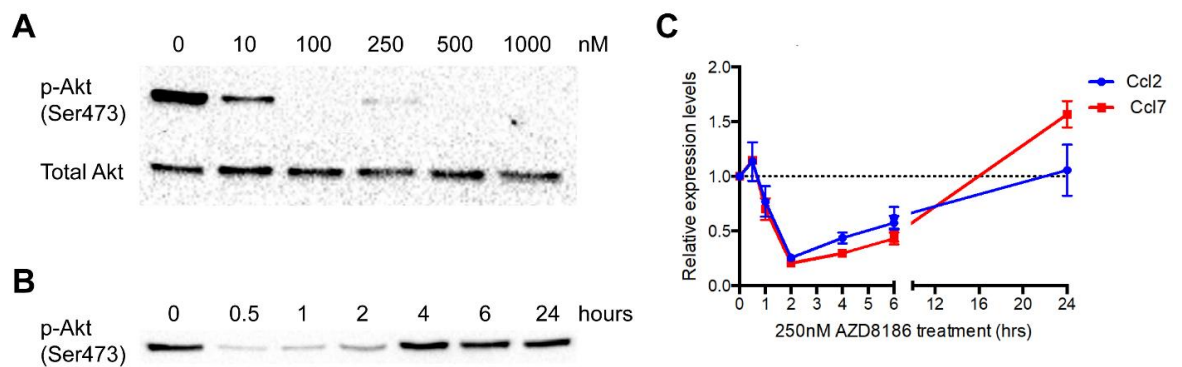 A
0 10 100 250 500 1000 nM
p-Akt
(Ser473)
Total Akt
B
0 0.5 1 2 4 6 24 hours
p-Akt
(Ser473)
C
2.0
1.5
1.0
0.5
0.0
Relative expression levels
0 1 2 3 4 5 6 12 16 20 24
250nM AZD8186 treatment (hrs)
Ccl2
Ccl7